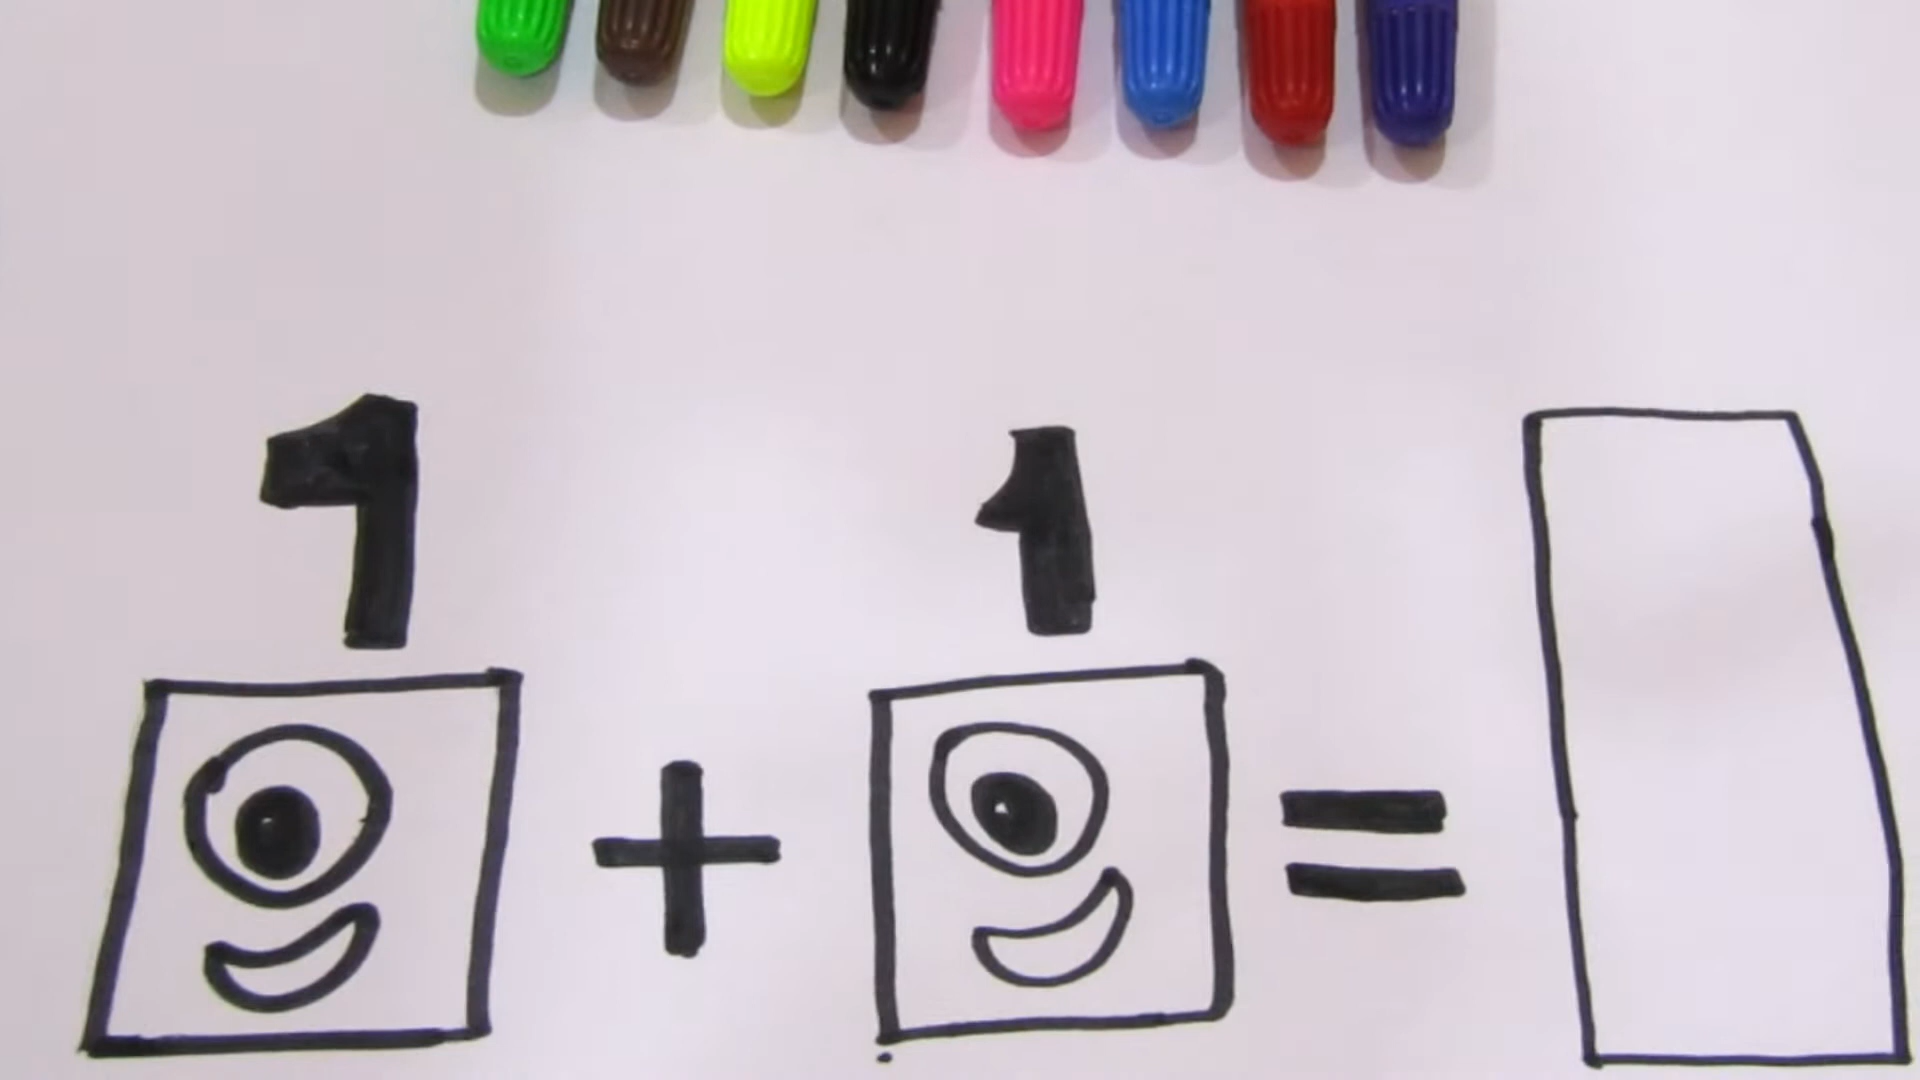 1 1
+ =